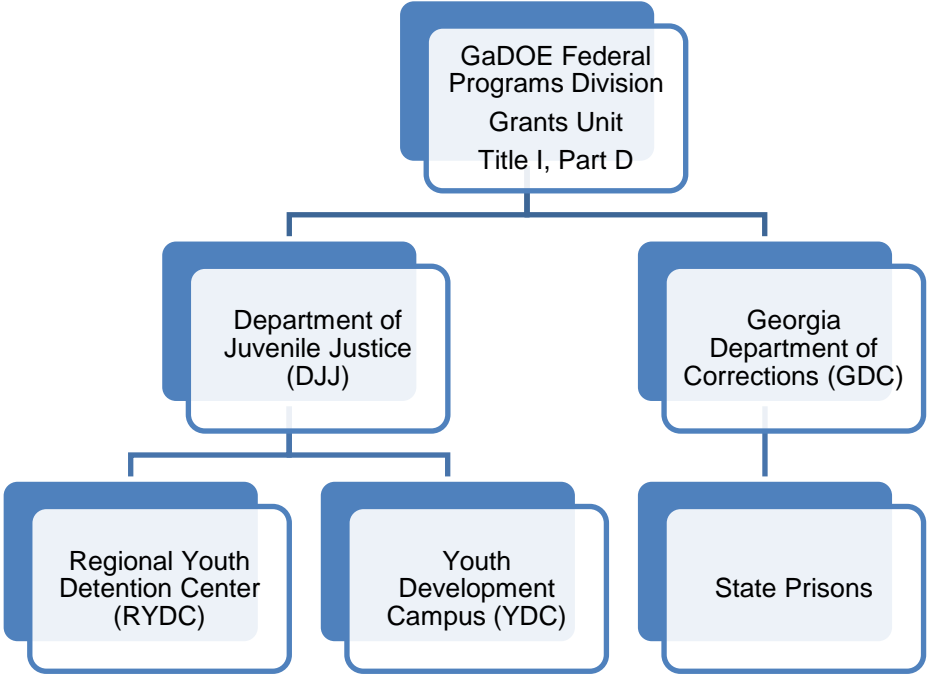 GaDOE Federal
Programs Division
Grants Unit
Title I, Part D
Department of
Juvenile Justice
(DJJ)
Georgia
Department of
Corrections (GDC)
Regional Youth
Detention Center
(RYDC)
Youth
Development
Campus (YDC)
State Prisons